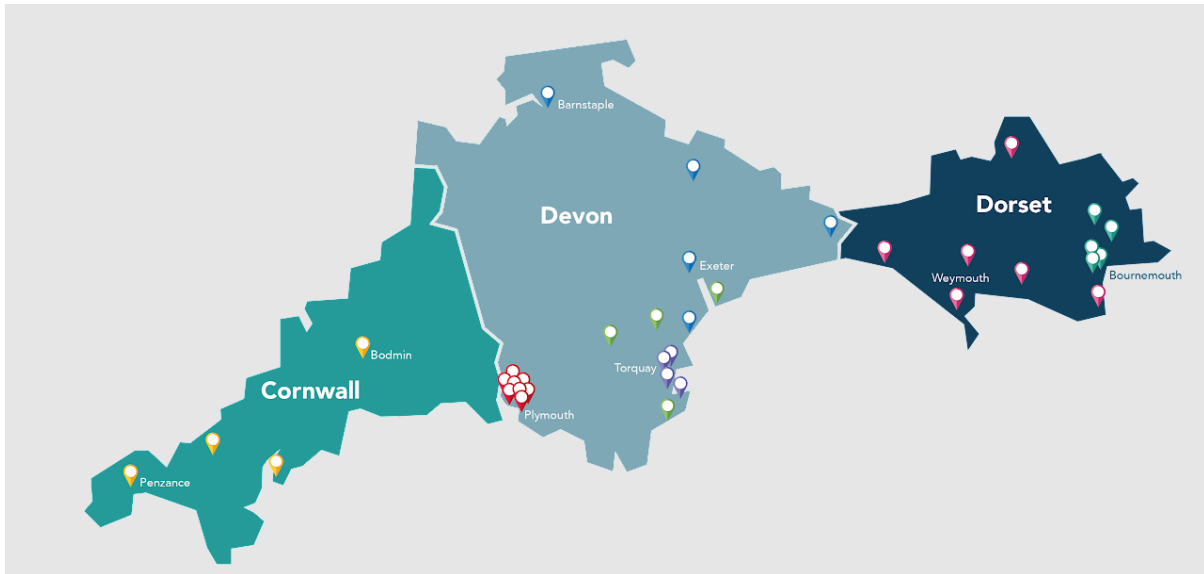 Barnstaple
Devon
Dorset
Exeter
Weymouth
Bournemouth
Bodmin
Torquay
Cornwall
Plymouth
Penzance